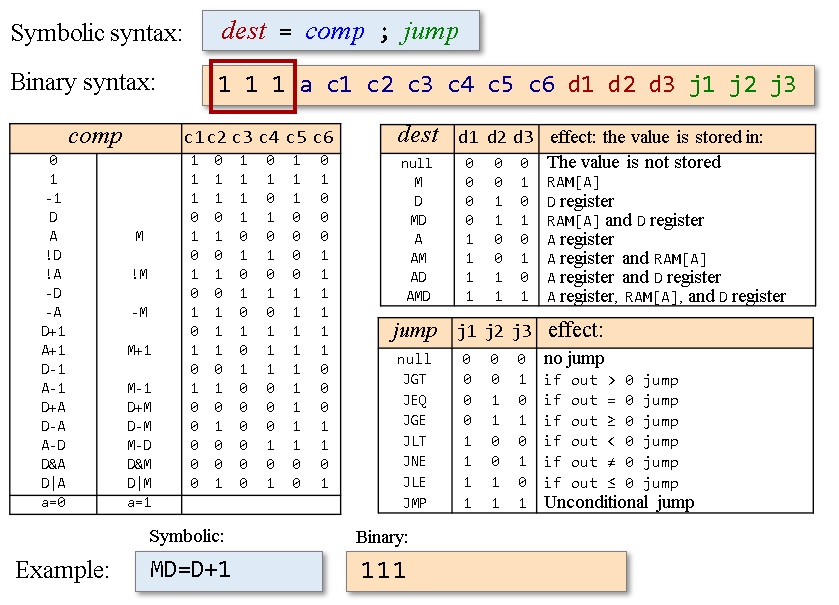 Symbolic syntax: dest = comp ; jump
Binary syntax: 1 1 1 a c1 c2 c3 c4 c5 c6 d1 d2 d3 j1 j2 j3
comp c1 c2 c3 c4 c5 c6
0 1 0 1 0 1 0
1 1 1 1 1 1 1
-1 1 1 1 0 1 0
D 0 0 1 1 0 0
A M 1 1 0 0 0 0
!D 0 0 1 1 0 1
!A !M 1 1 0 0 0 1
-D 0 0 1 1 1 1
-A -M 1 1 0 0 1 1
D+1 0 1 1 1 1 1
A+1 M+1 1 1 0 1 1 1
D-1 0 0 1 1 1 0
A-1 M-1 1 1 0 0 1 0
D+A D+M 0 0 0 0 1 0
D-A D-M 0 1 0 0 1 1
A-D M-D 0 0 0 1 1 1
D&A D&M 0 0 0 0 0 0
D|A D|M 0 1 0 1 0 1
a=0 a=1
dest d1 d2 d3 effect: the value is stored in:
null 0 0 0 The value is not stored
M 0 0 1 RAM[A]
D 0 1 0 D register
MD 0 1 1 RAM[A] and D register
A 1 0 0 A register
AM 1 0 1 A register and RAM[A]
AD 1 1 0 A register and D register
AMD 1 1 1 A register, RAM[A], and D register
jump j1 j2 j3 effect:
null 0 0 0 no jump
JGT 0 0 1 if out > 0 jump
JEQ 0 1 0 if out = 0 jump
JGE 0 1 1 if out ≥ 0 jump
JLT 1 0 0 if out < 0 jump
JNE 1 0 1 if out ≠ 0 jump
JLE 1 1 0 if out ≤ 0 jump
JMP 1 1 1 Unconditional jump
Symbolic: Binary:
Example: MD=D+1 111